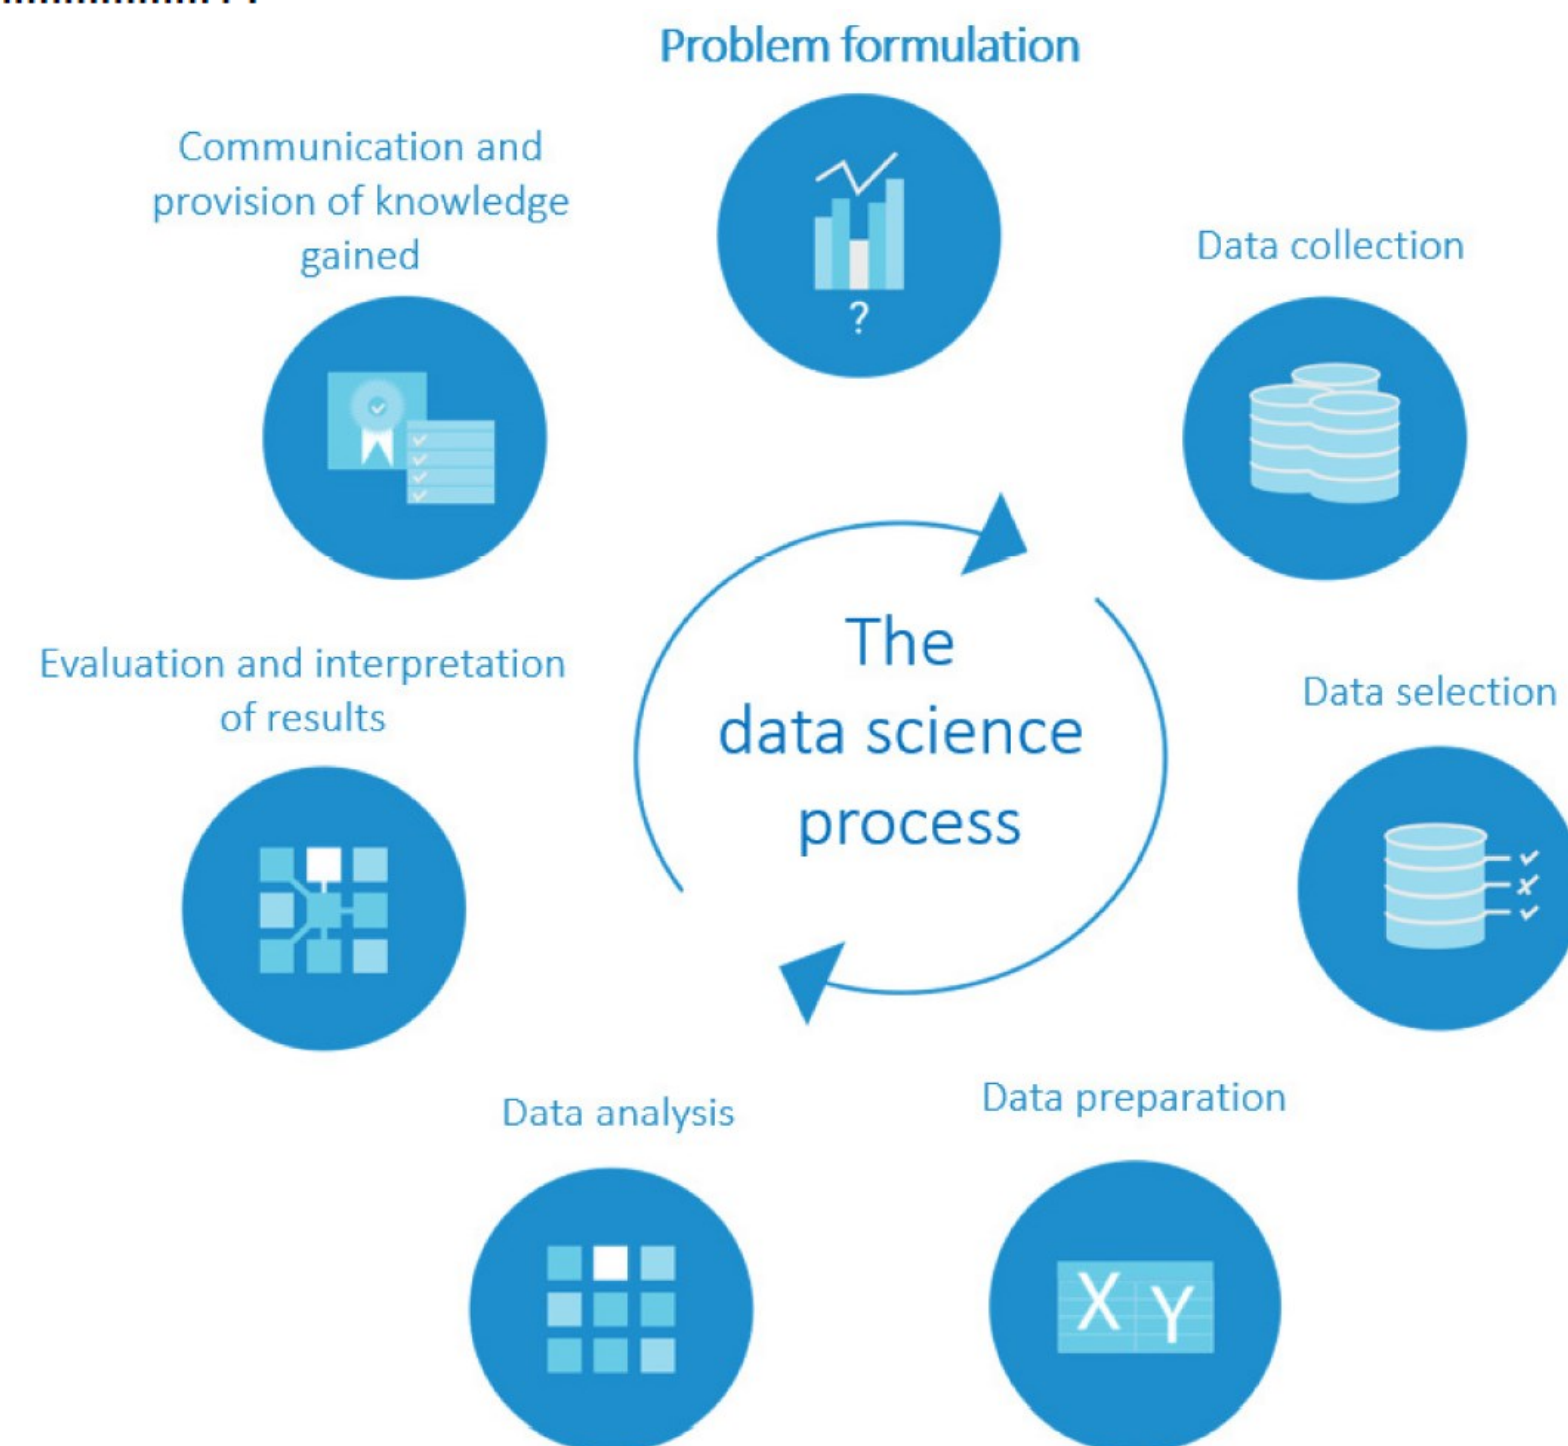 Problem formulation
Communication and
provision of knowledge
gained
?
Data collection
The
data science
process
Evaluation and interpretation
of results
Data selection
Data analysis
Data preparation
X Y